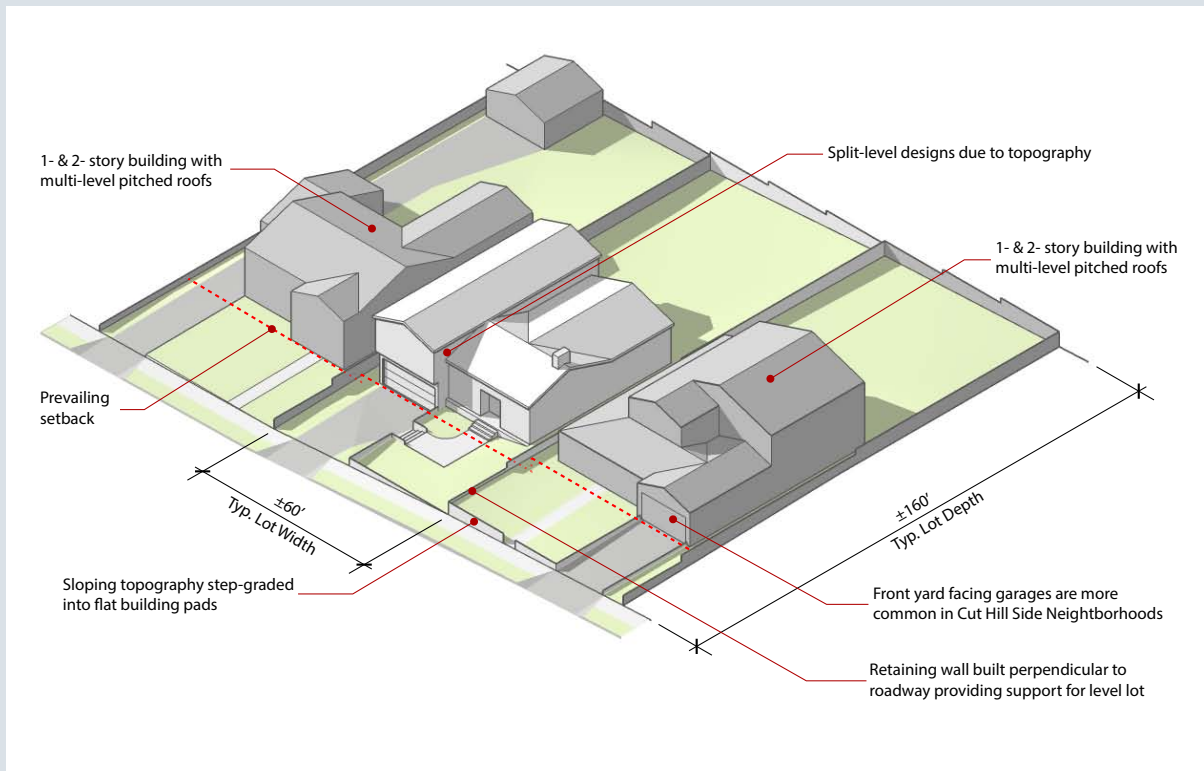 1- & 2- story building with
multi-level pitched roofs
Split-level designs due to topography
1- & 2- story building with
multi-level pitched roofs
Prevailing
setback
±60’
Typ. Lot Width
±160’
Typ. Lot Depth
Sloping topography step-graded
into flat building pads
Front yard facing garages are more
common in Cut Hill Side Neighborhoods
Retaining wall built perpendicular to
roadway providing support for level lot